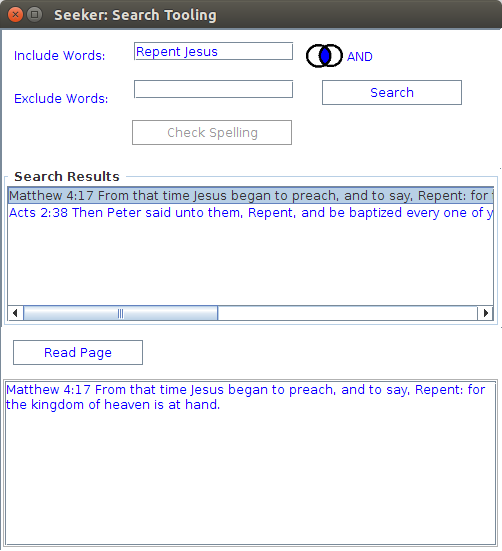 Seeker: Search Tooling
Include Words:
Repent Jesus
AND
Exclude Words:
Search
Check Spelling
Search Results
Matthew 4:17 From that time Jesus began to preach, and to say, Repent: for
Acts 2:38 Then Peter said unto them, Repent, and be baptized every one of y
Read Page
Matthew 4:17 From that time Jesus began to preach, and to say, Repent: for
the kingdom of heaven is at hand.